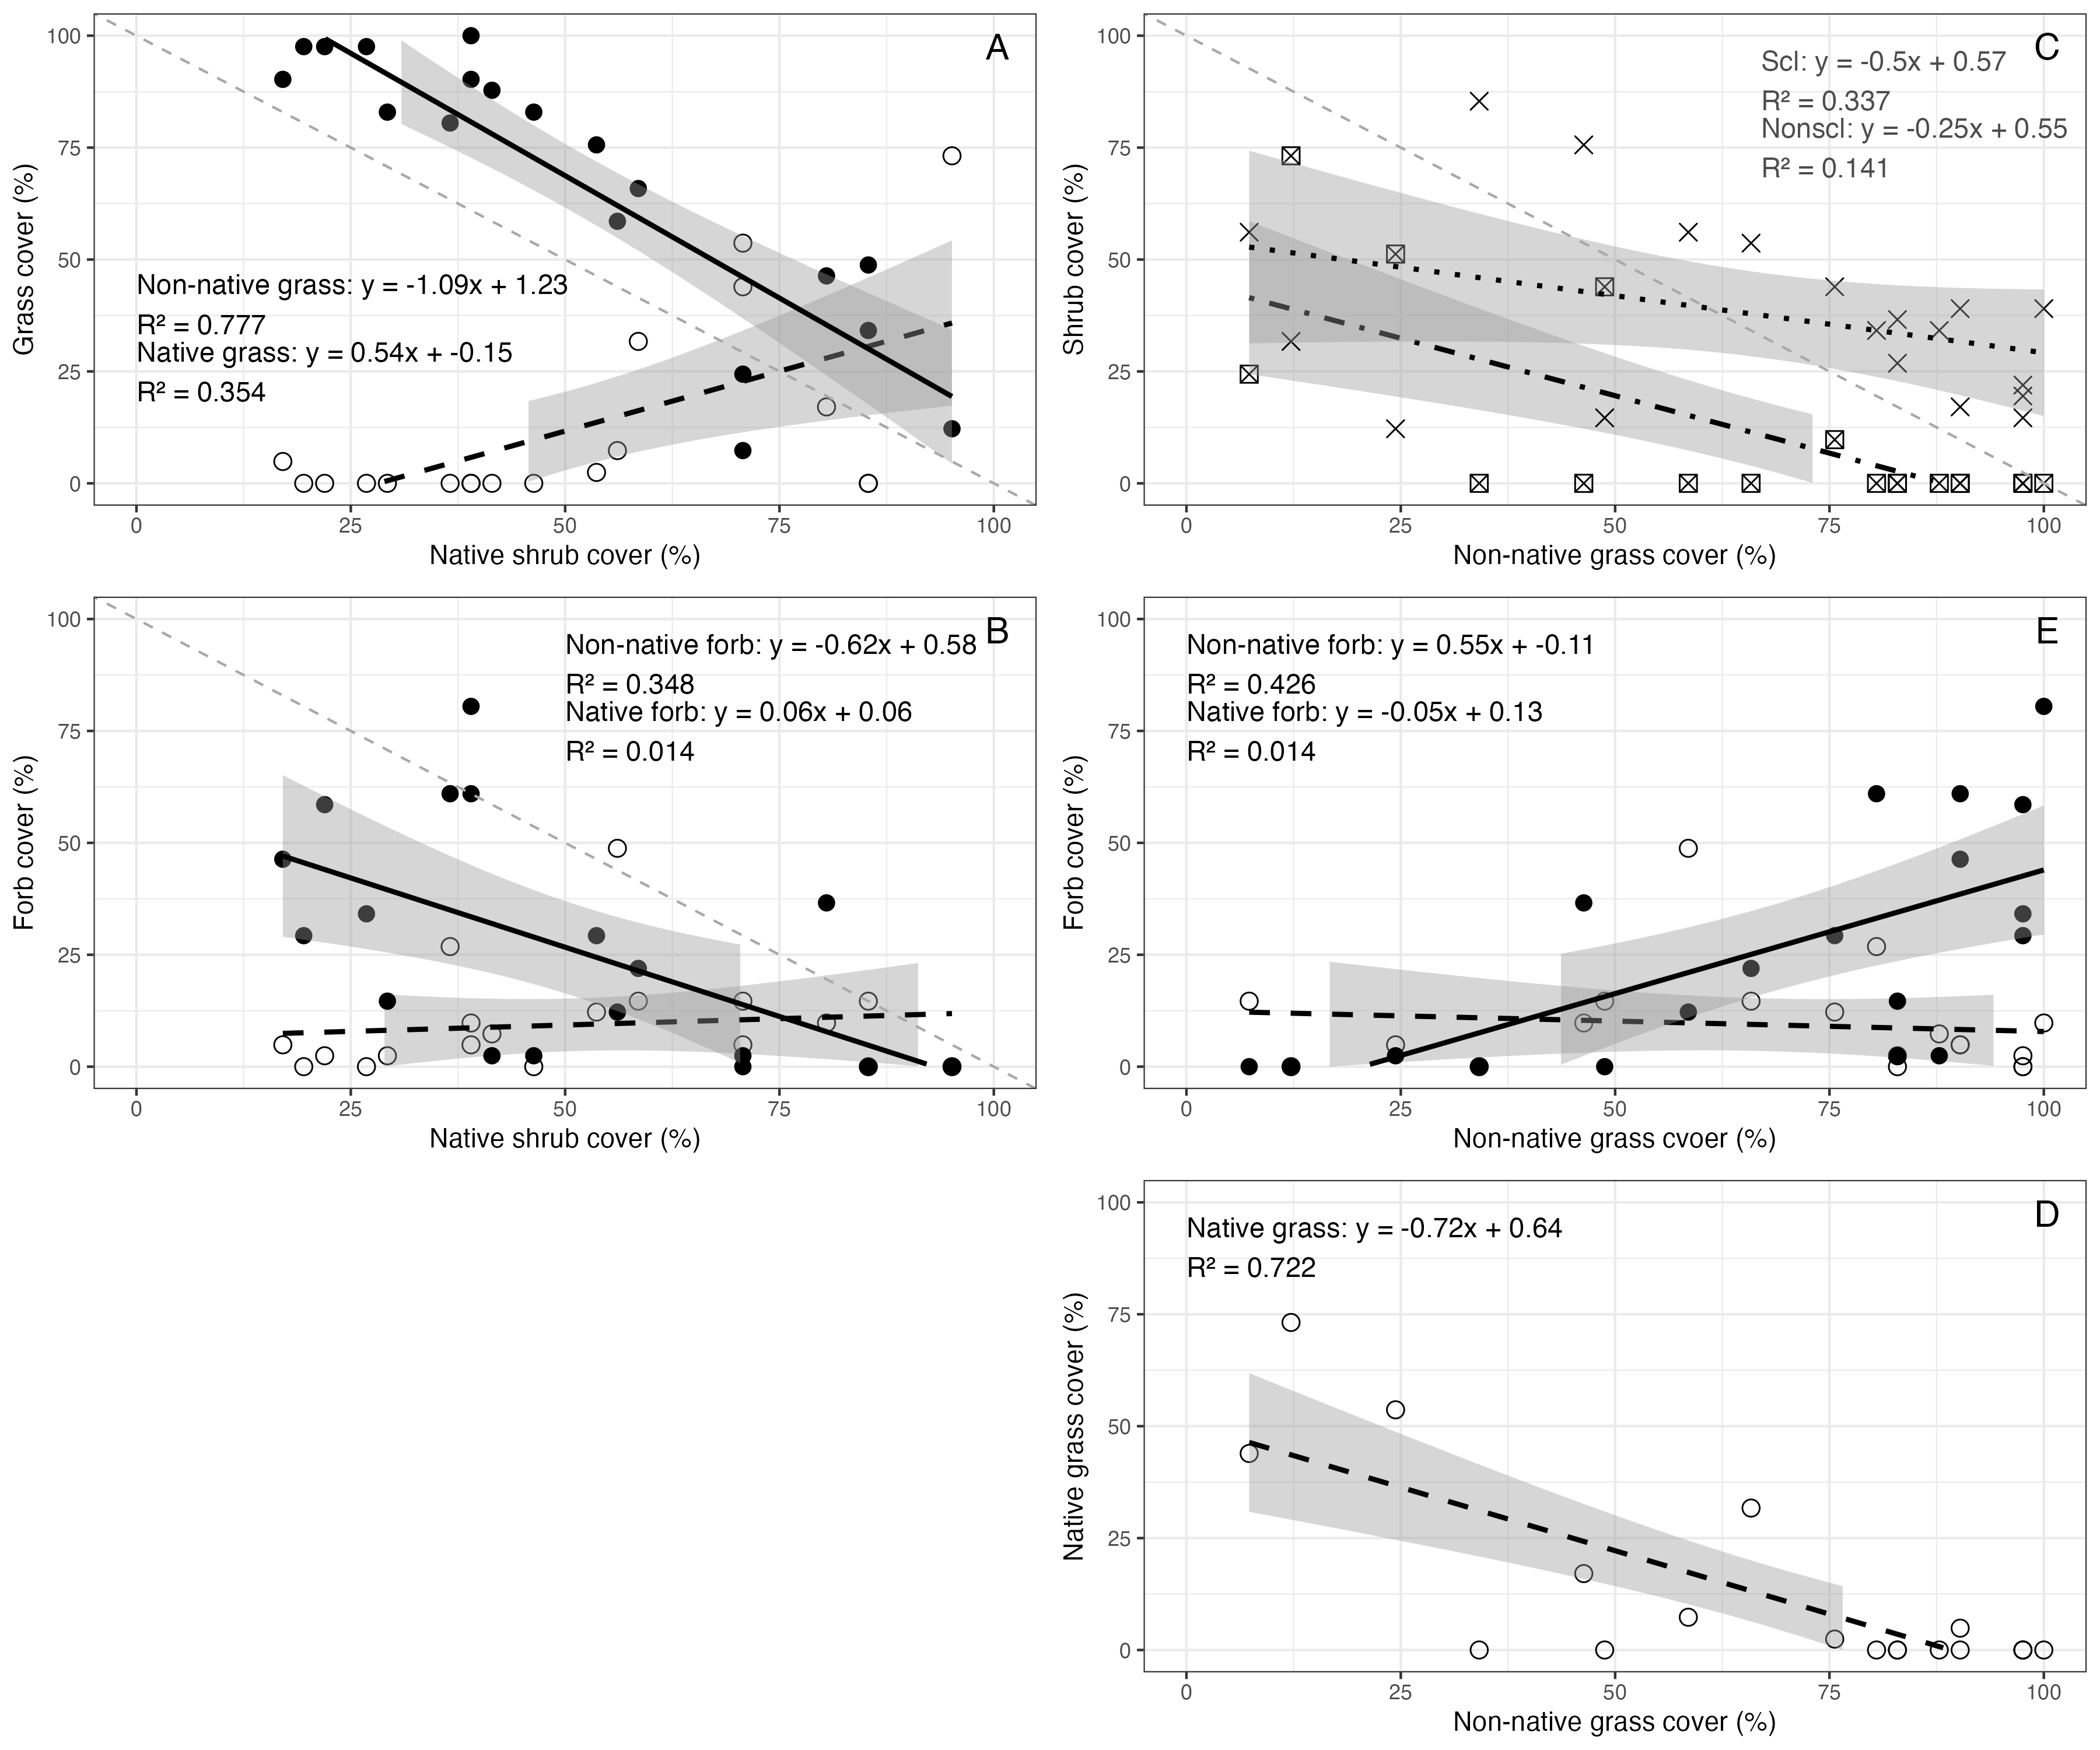 A
Grass cover (%)
100
75
50
25
0
Non-native grass: y = -1.09x + 1.23
R² = 0.777
Native grass: y = 0.54x + -0.15
R² = 0.354
0 25 50 75 100
Native shrub cover (%)
C
Shrub cover (%)
100
75
50
25
0
Scl: y = -0.5x + 0.57
R² = 0.337
Nonscl: y = -0.25x + 0.55
R² = 0.141
0 25 50 75 100
Non-native grass cover (%)
B
Forb cover (%)
100
75
50
25
0
Non-native forb: y = -0.62x + 0.58
R² = 0.348
Native forb: y = 0.06x + 0.06
R² = 0.014
0 25 50 75 100
Native shrub cover (%)
E
Forb cover (%)
100
75
50
25
0
Non-native forb: y = 0.55x + -0.11
R² = 0.426
Native forb: y = -0.05x + 0.13
R² = 0.014
0 25 50 75 100
Non-native grass cvoer (%)
D
Native grass cover (%)
100
75
50
25
0
Native grass: y = -0.72x + 0.64
R² = 0.722
0 25 50 75 100
Non-native grass cover (%)